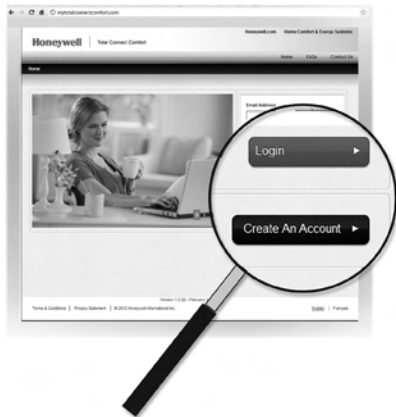 mytotalconnectcomfort.com
Honeywell.com Home Comfort & Energy Systems
Honeywell Total Connect Comfort
Home FAQs Contact Us
Home
Email Address
Login
Create An Account
Terms & Conditions Privacy Statement © 2012 Honeywell International Inc.
English Français